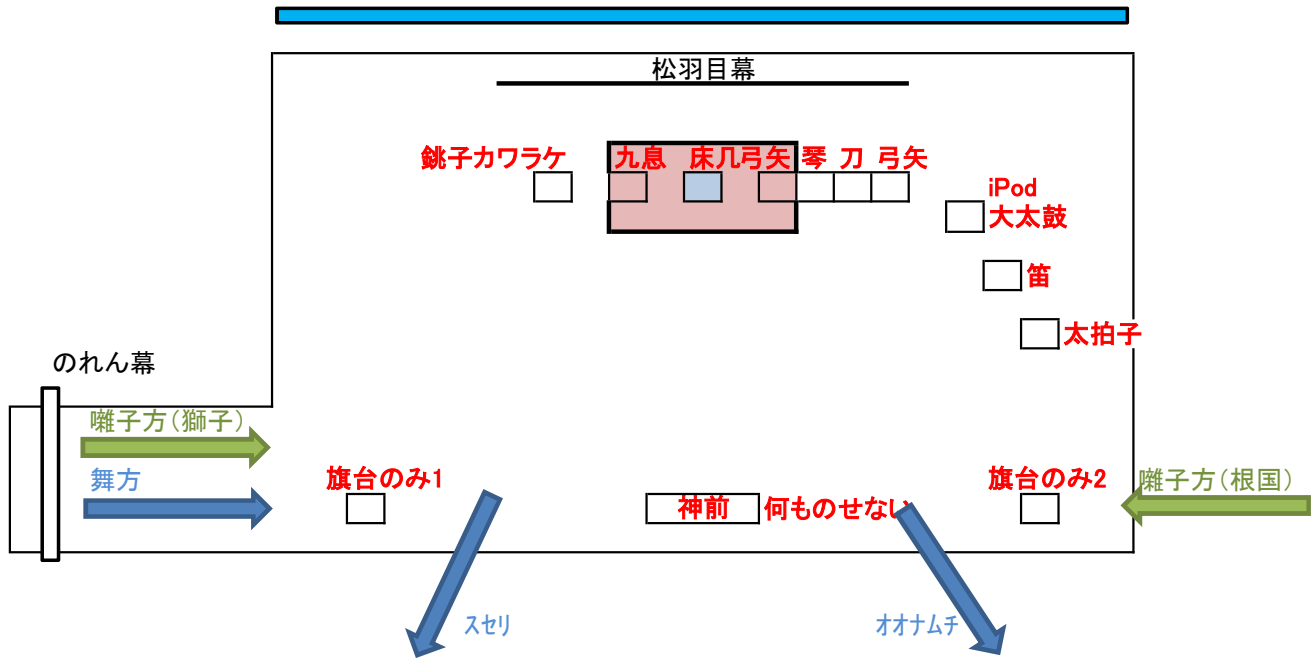 松羽目幕
銚子カワラケ 九息 床几弓矢 琴 刀 弓矢
iPod
大太鼓
笛
太拍子
のれん幕
囃子方（獅子）
舞方
旗台のみ1
神前 何ものせない
旗台のみ2
囃子方（根国）
スセリ
オオナムチ